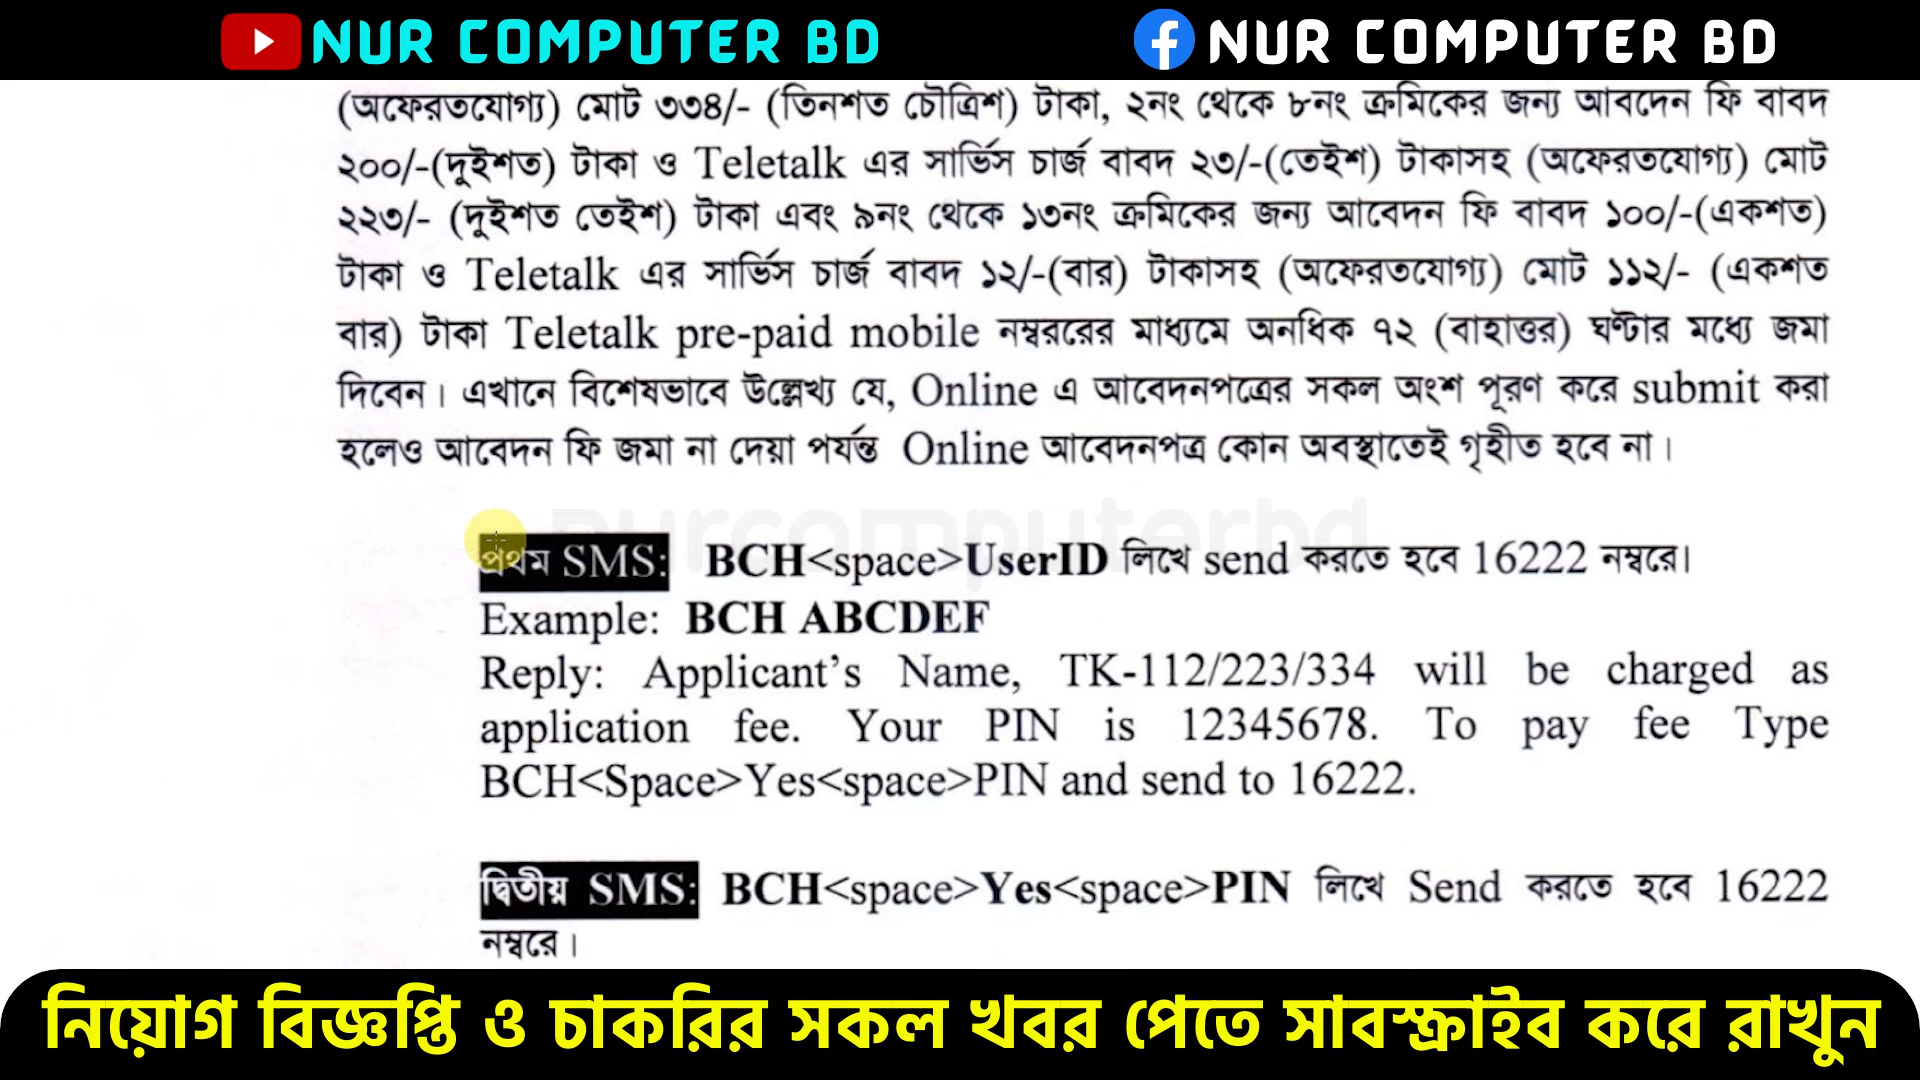 NUR COMPUTER BD NUR COMPUTER BD
(অফেরতযোগ্য) মোট ৩৩৪/- (তিনশত চৌত্রিশ) টাকা, ২নং থেকে ৮নং ক্রমিকের জন্য আবদেন ফি বাবদ
২০০/-(দুইশত) টাকা ও Teletalk এর সার্ভিস চার্জ বাবদ ২৩/-(তেইশ) টাকাসহ (অফেরতযোগ্য) মোট
২২৩/- (দুইশত তেইশ) টাকা এবং ৯নং থেকে ১৩নং ক্রমিকের জন্য আবেদন ফি বাবদ ১০০/-(একশত)
টাকা ও Teletalk এর সার্ভিস চার্জ বাবদ ১২/-(বার) টাকাসহ (অফেরতযোগ্য) মোট ১১২/- (একশত
বার) টাকা Teletalk pre-paid mobile নম্বররের মাধ্যমে অনধিক ৭২ (বাহাত্তর) ঘণ্টার মধ্যে জমা
দিবেন। এখানে বিশেষভাবে উল্লেখ্য যে, Online এ আবেদনপত্রের সকল অংশ পূরণ করে submit করা
হলেও আবেদন ফি জমা না দেয়া পর্যন্ত Online আবেদনপত্র কোন অবস্থাতেই গৃহীত হবে না।
nurcomputerbd
প্রথম SMS: BCH<space>UserID লিখে send করতে হবে 16222 নম্বরে।
Example: BCH ABCDEF
Reply: Applicant’s Name, TK-112/223/334 will be charged as
application fee. Your PIN is 12345678. To pay fee Type
BCH<Space>Yes<space>PIN and send to 16222.
দ্বিতীয় SMS: BCH<space>Yes<space>PIN লিখে Send করতে হবে 16222
নম্বরে।
নিয়োগ বিজ্ঞপ্তি ও চাকরির সকল খবর পেতে সাবস্ক্রাইব করে রাখুন